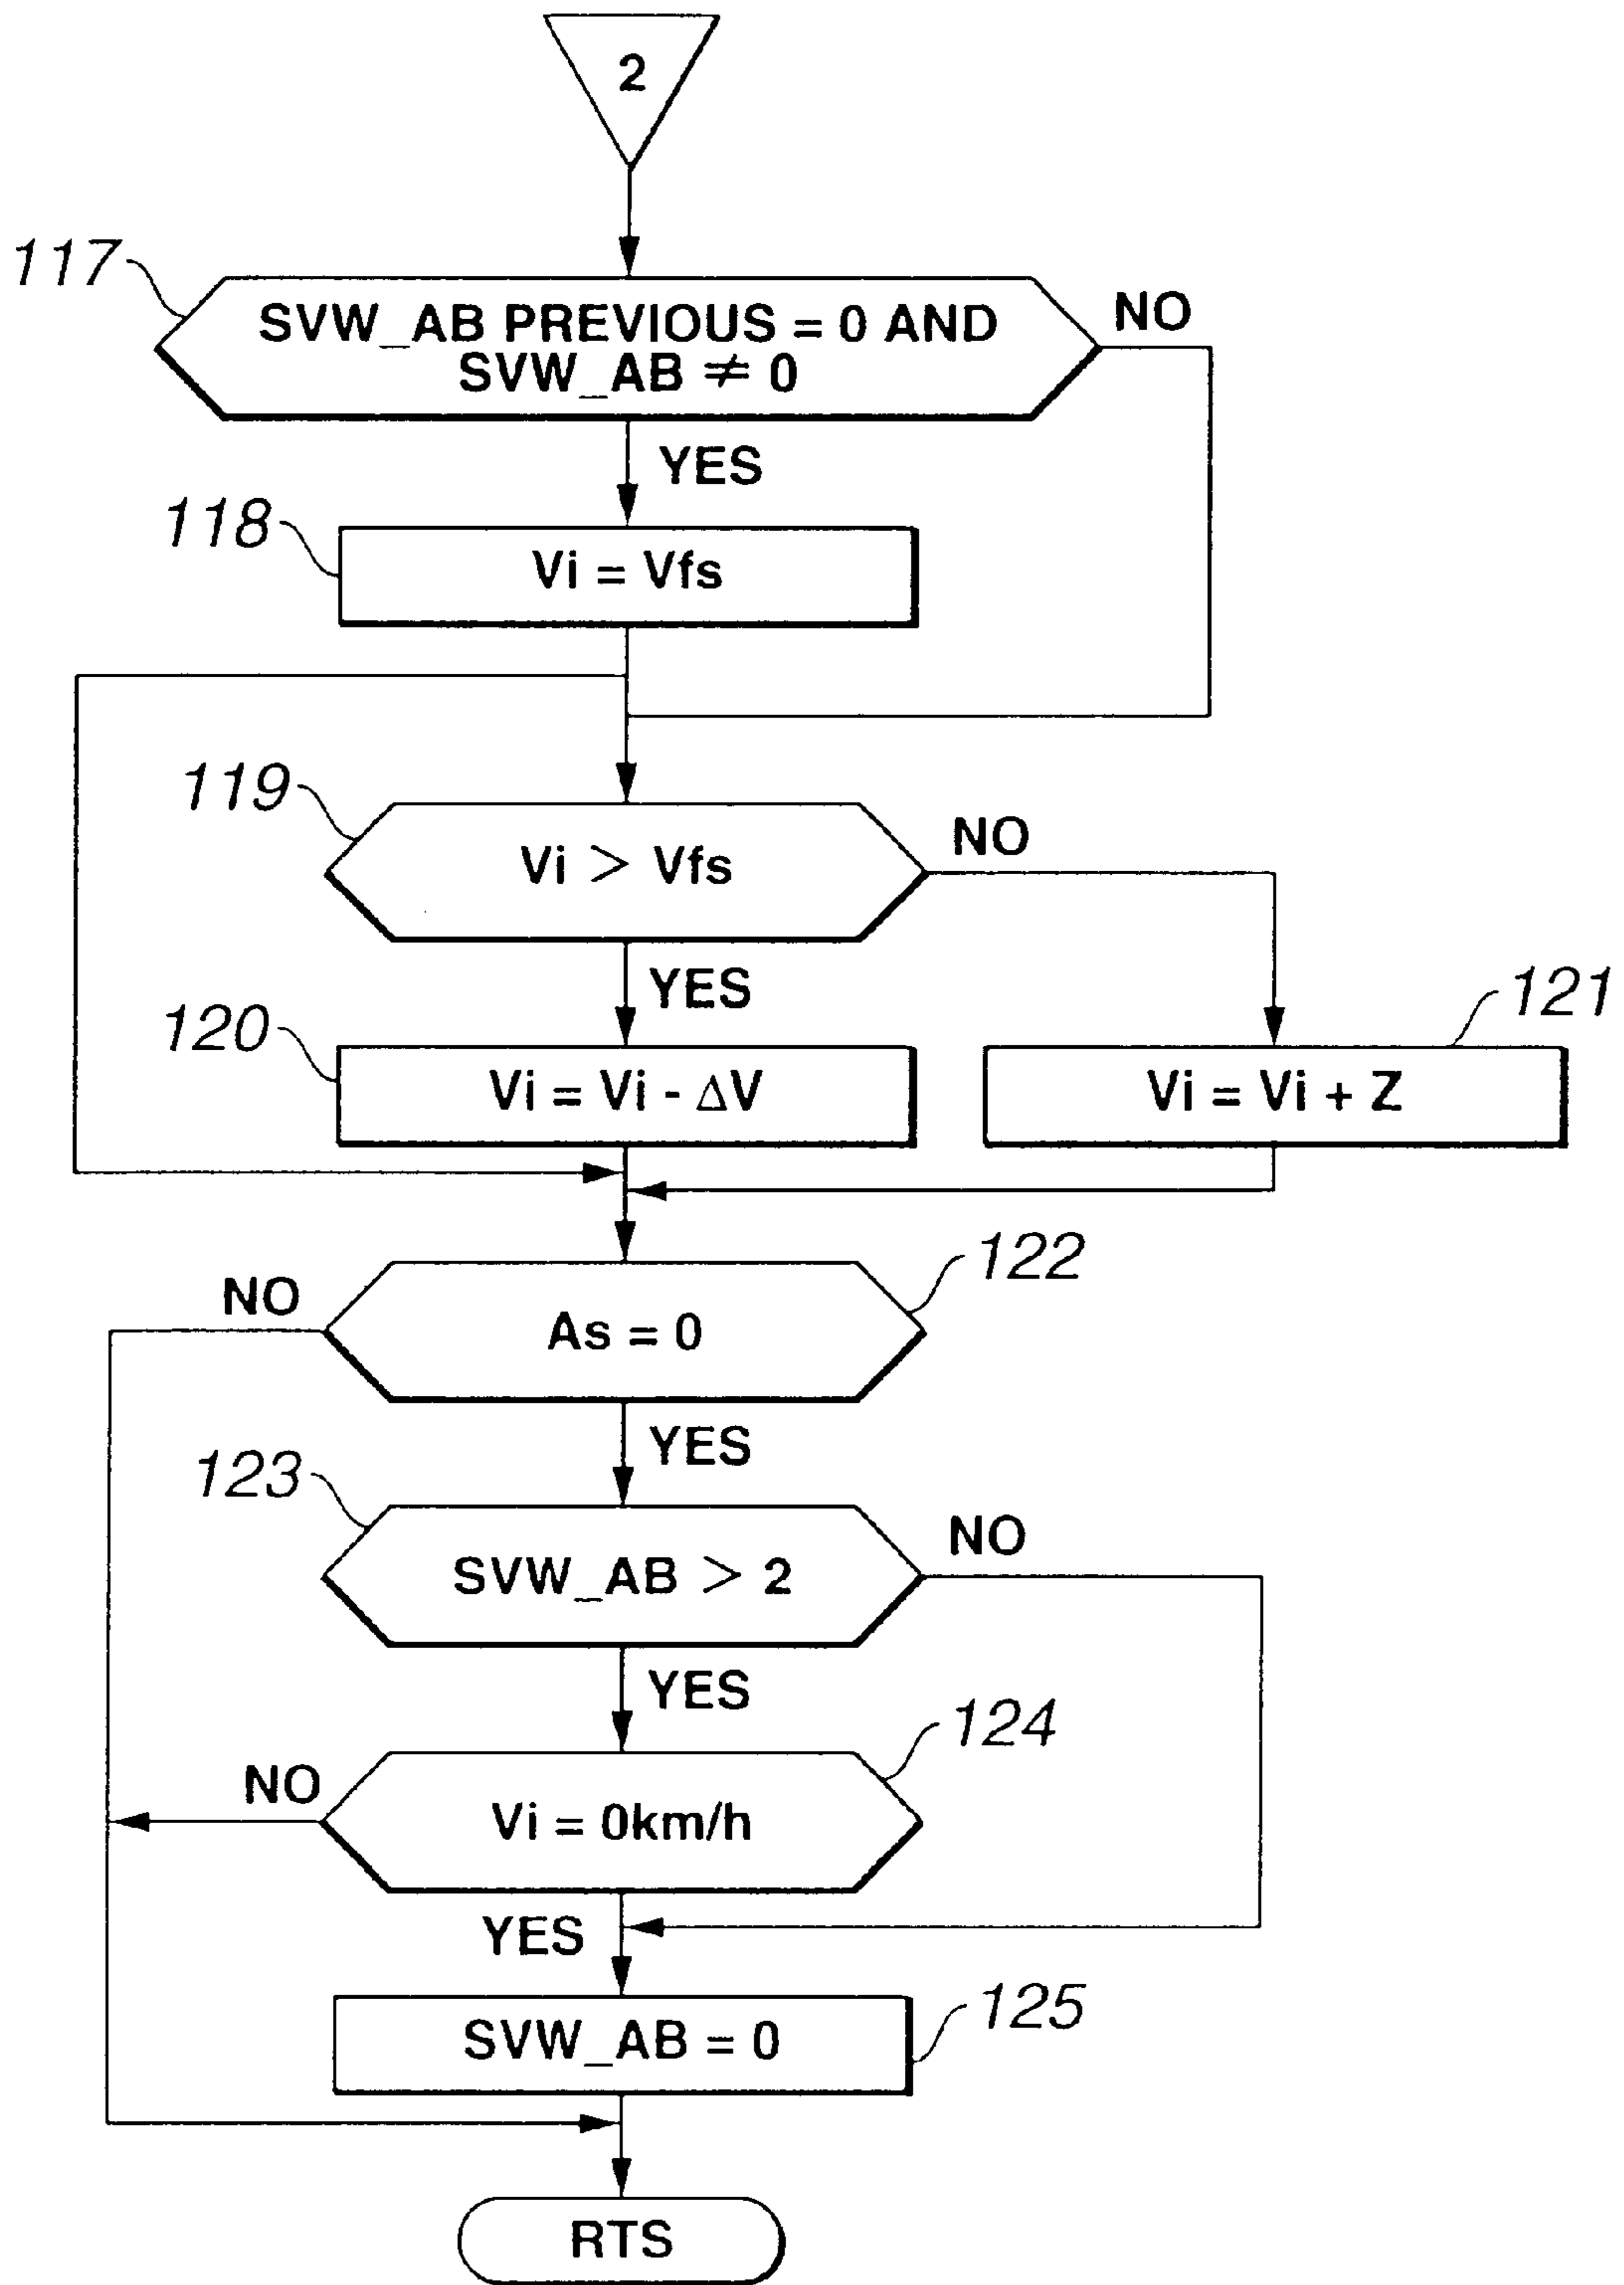 2
117
SVW_AB PREVIOUS = 0 AND
SVW_AB ≠ 0
NO
YES
118
Vi = Vfs
119
Vi > Vfs
NO
YES
120
Vi = Vi - ΔV
121
Vi = Vi + Z
122
NO
As = 0
YES
123
SVW_AB > 2
NO
YES
124
NO
Vi = 0km/h
YES
125
SVW_AB = 0
RTS